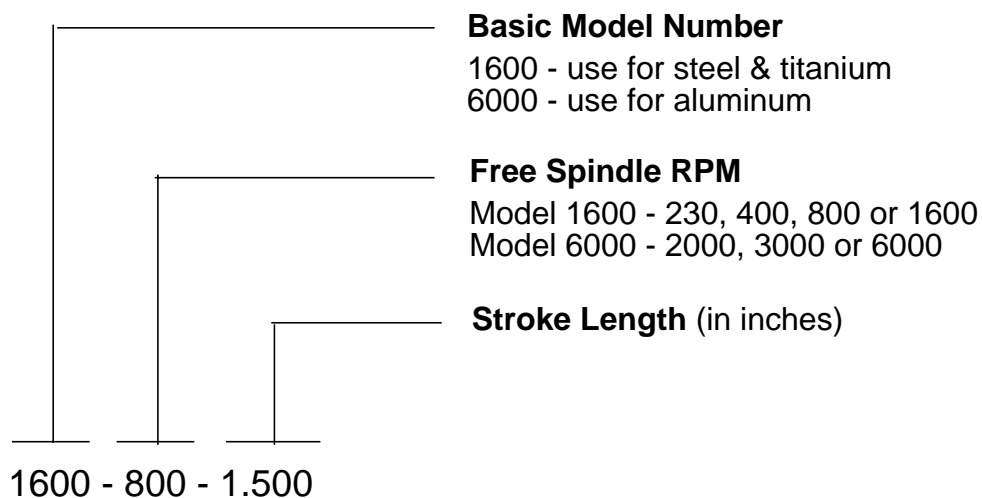 Basic Model Number
1600 - use for steel & titanium
6000 - use for aluminum
Free Spindle RPM
Model 1600 - 230, 400, 800 or 1600
Model 6000 - 2000, 3000 or 6000
Stroke Length (in inches)
1600 - 800 - 1.500